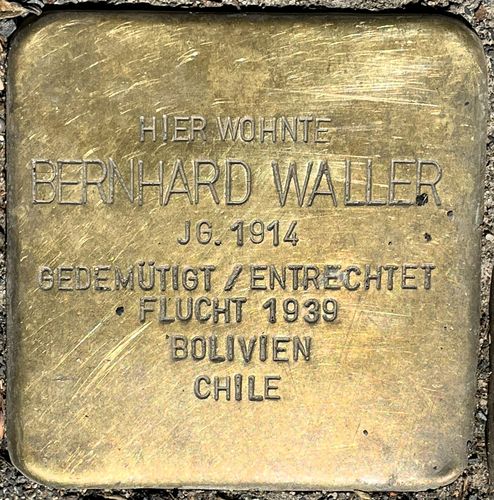 HIER WOHNTE
BERNHARD WALLER
JG. 1914
GEDEMÜTIGT / ENTRECHTET
FLUCHT 1939
BOLIVIEN
CHILE